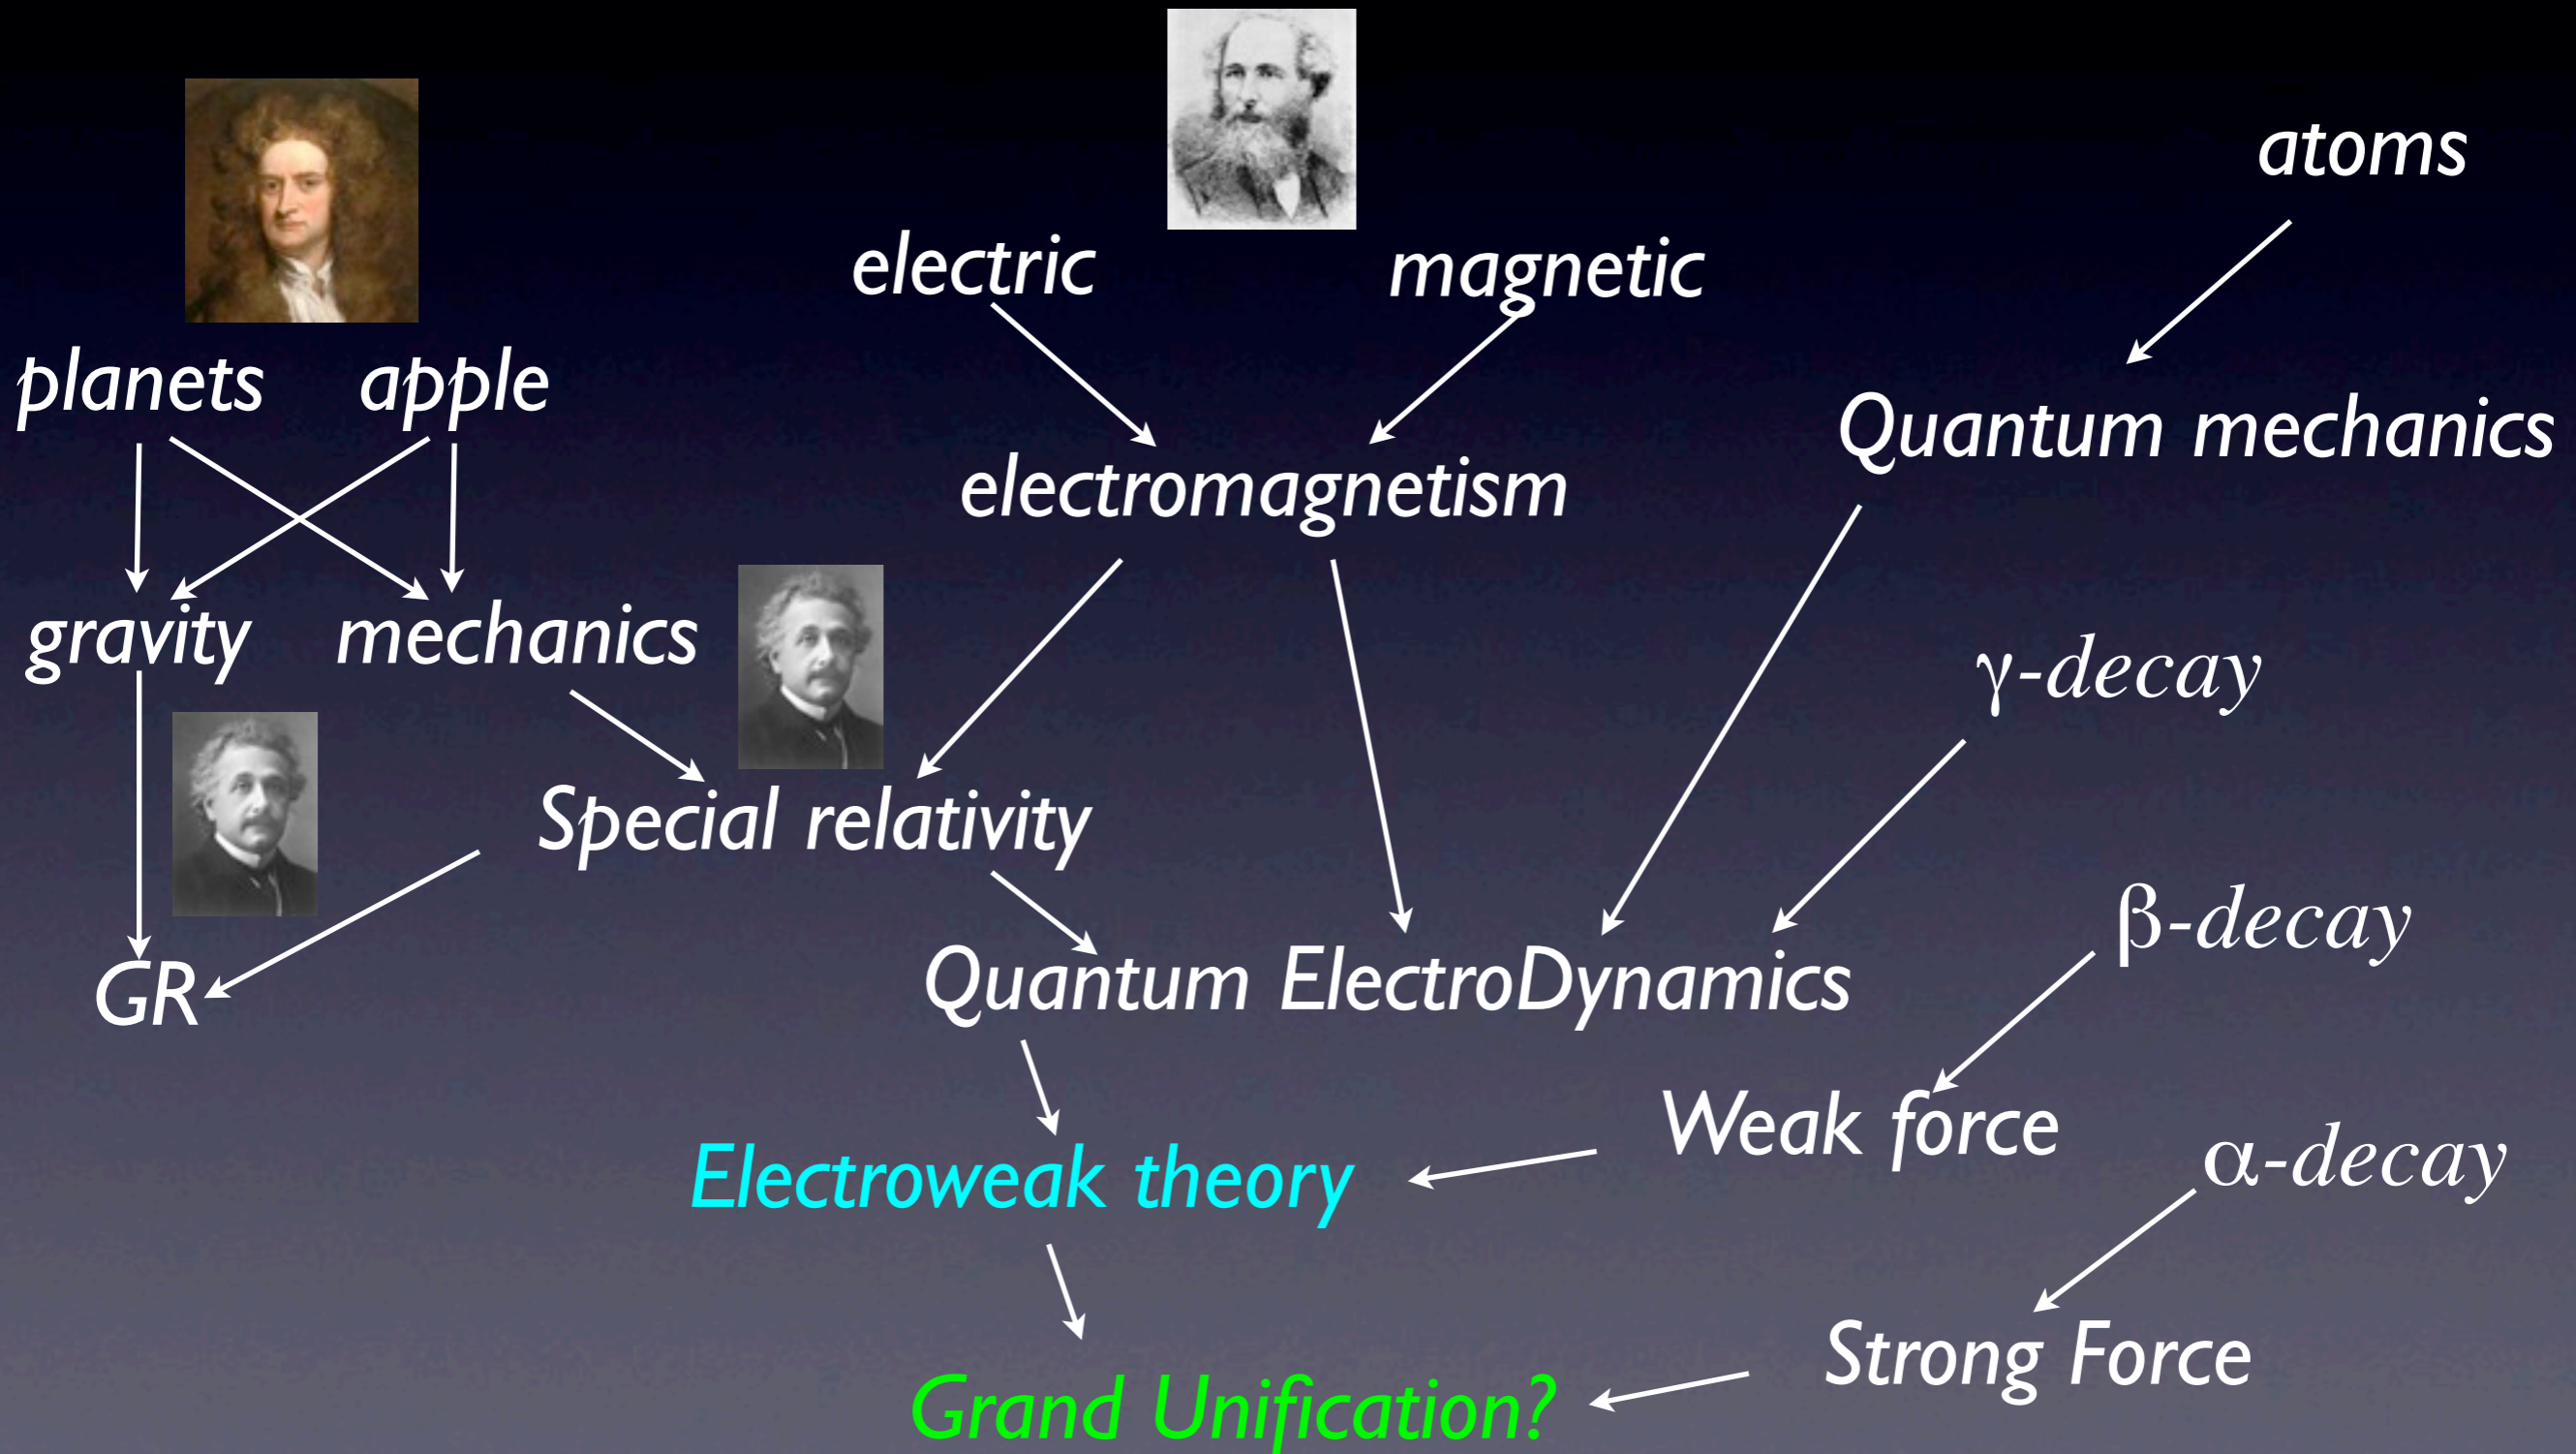 atoms
electric magnetic
planets apple
Quantum mechanics
electromagnetism
gravity mechanics
γ-decay
Special relativity
β-decay
GR
Quantum ElectroDynamics
Weak force
Electroweak theory
α-decay
Strong Force
Grand Unification?